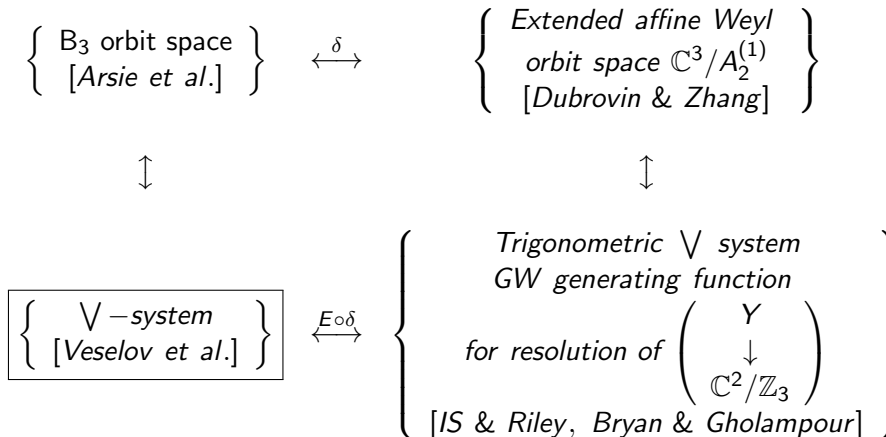 { B₃ orbit space [Arsie et al.] } ⟷^δ { Extended affine Weyl orbit space ℂ³/A₂⁽¹⁾ [Dubrovin & Zhang] }
↕ ↕
{ ⋁ −system [Veselov et al.] } ⟷^{E∘δ} { Trigonometric ⋁ system
GW generating function
for resolution of ( Y ↓ ℂ²/ℤ₃ )
[IS & Riley, Bryan & Gholampour] }